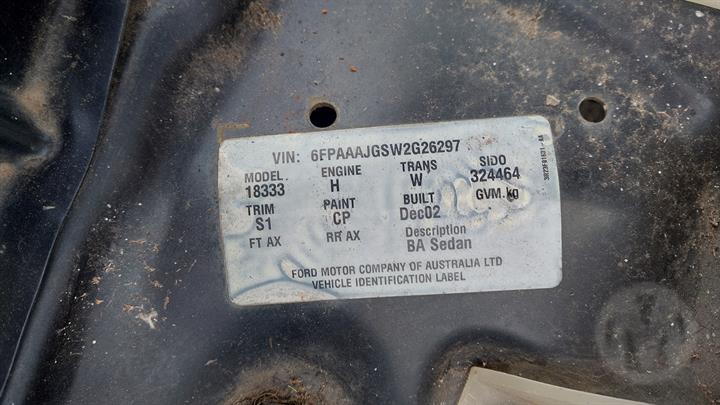 VIN: 6FPAAAJGSW2G26297
MODEL. ENGINE TRANS SIDO
18333 H W 324464
TRIM PAINT BUILT GVM.kg
S1 CP Dec02
FT AX RR AX Description
BA Sedan
FORD MOTOR COMPANY OF AUSTRALIA LTD
VEHICLE IDENTIFICATION LABEL